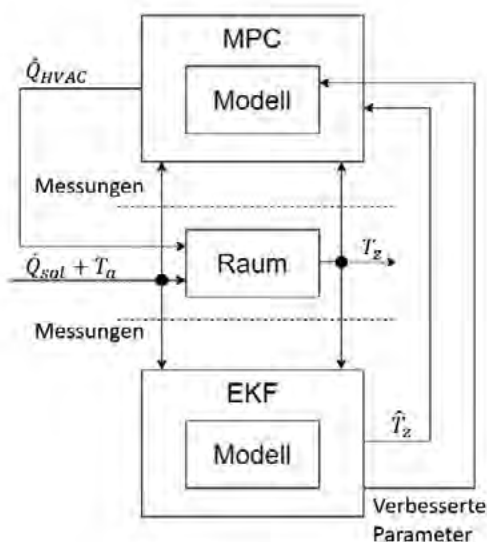 MPC
Q̇_HVAC
Modell
Messungen
Raum
T_z
Q̇_sol + T_a
Messungen
EKF
Modell
T̂_z
Verbesserte
Parameter